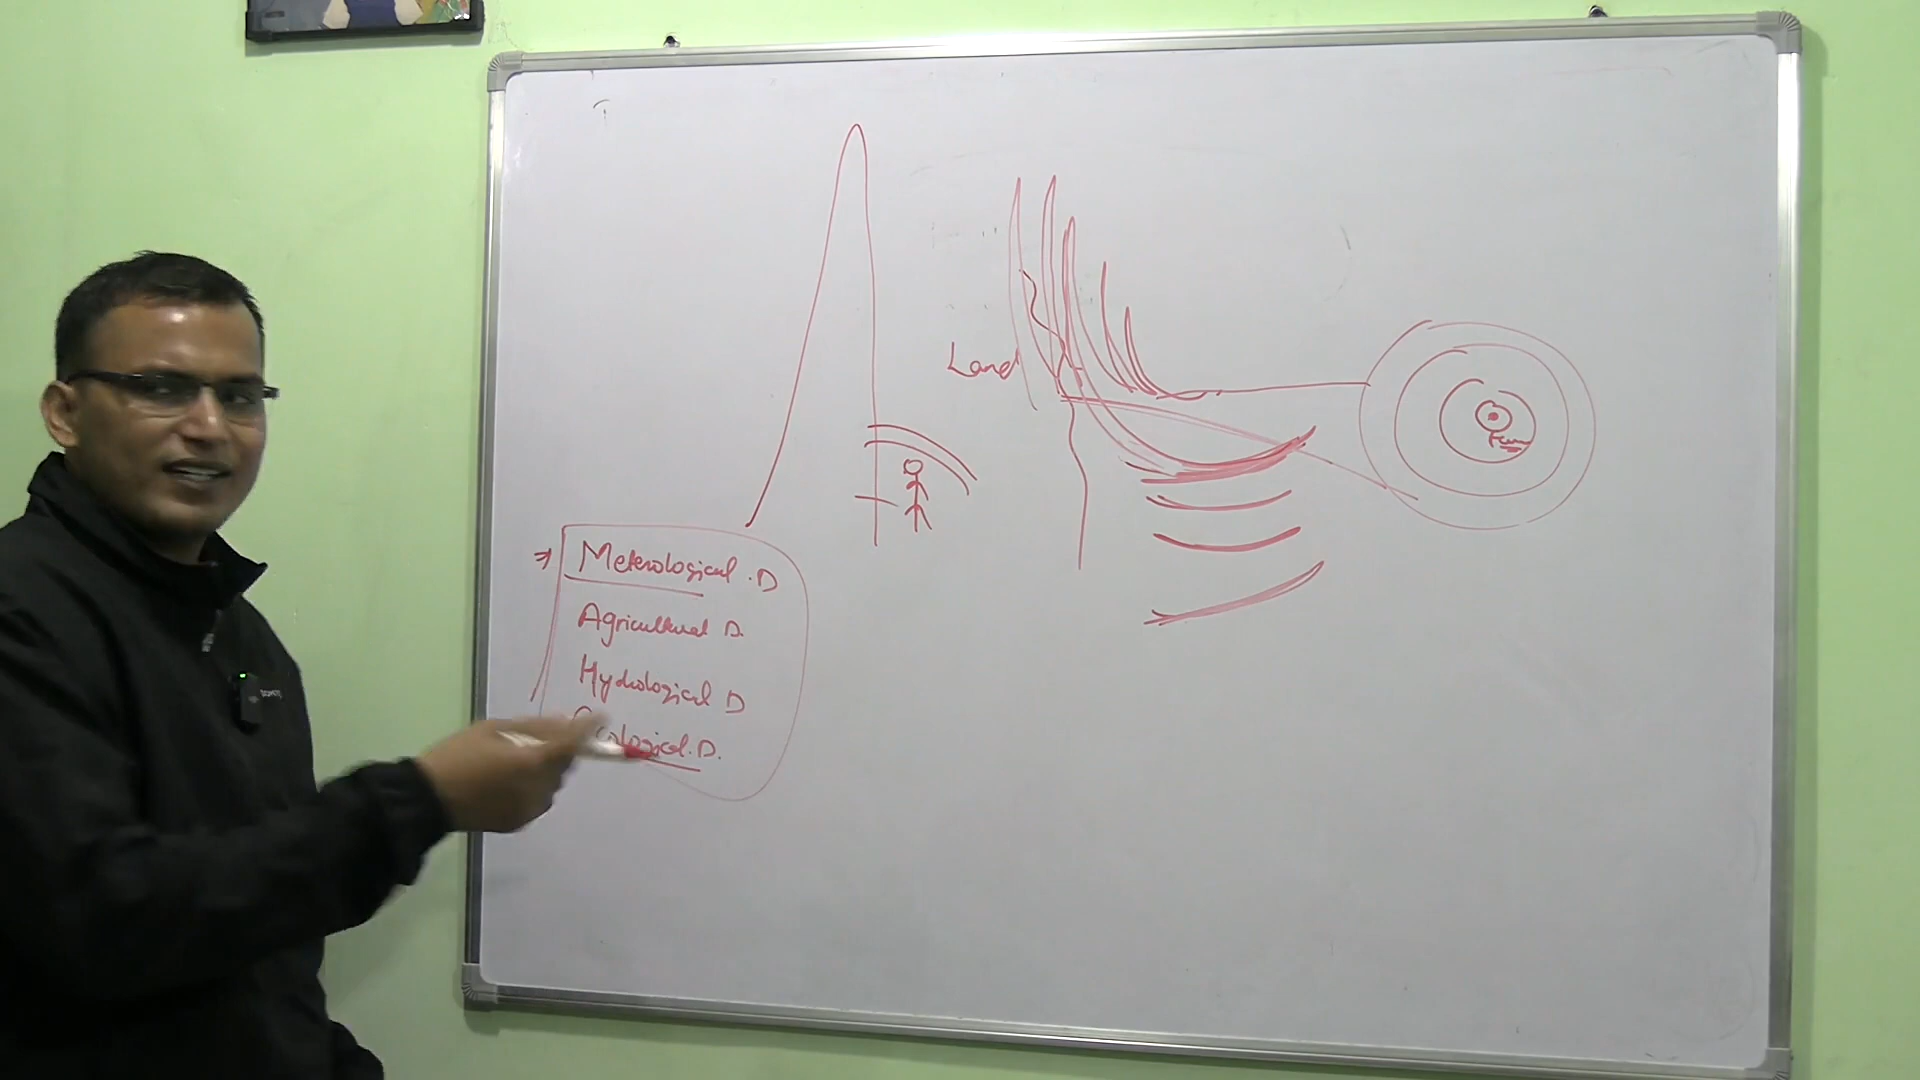 Land
Meterological . D
Agricultural D.
Hydrological D
D.